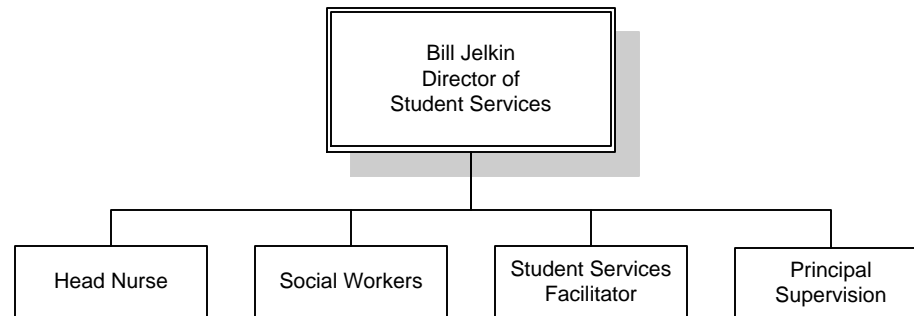 Bill Jelkin
Director of
Student Services
Head Nurse
Social Workers
Student Services
Facilitator
Principal
Supervision